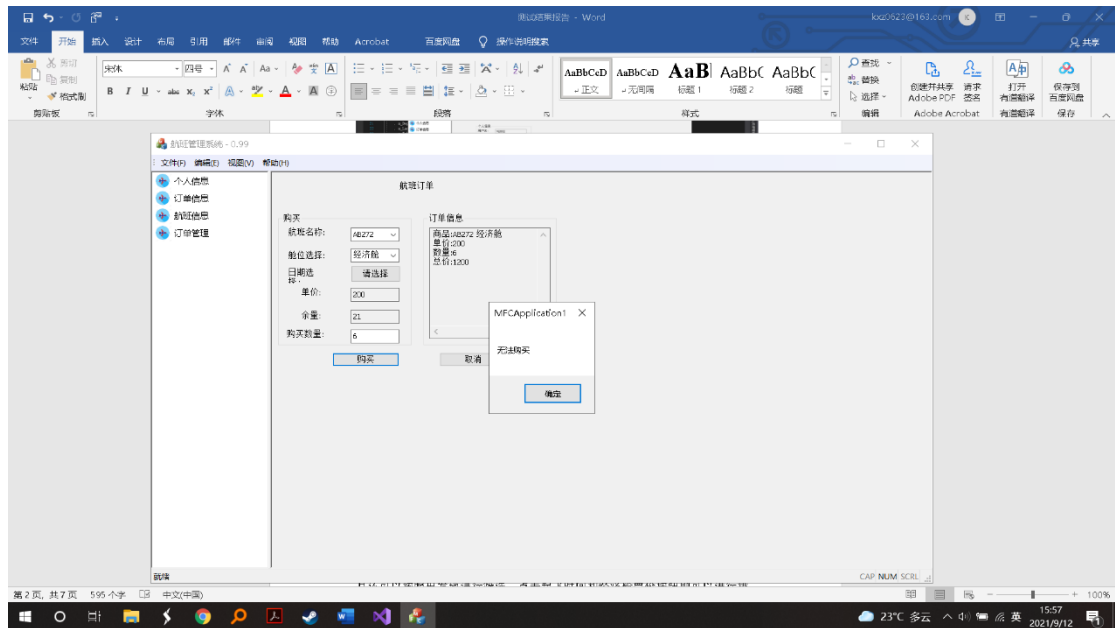 测试结果报告 - Word
kxz0623@163.com
K
文件 开始 插入 设计 布局 引用 邮件 审阅 视图 帮助 Acrobat 百度网盘 操作说明搜索
共享
粘贴
剪切
复制
格式刷
剪贴板
宋体 四号
字体
段落
AaBbCcD AaBbCcD AaBl AaBbC AaBbC
正文 无间隔 标题 1 标题 2 标题
样式
查找
替换
选择
编辑
创建并共享 Adobe PDF
请求 签名
Adobe Acrobat
打开 有道翻译
有道翻译
保存到 百度网盘
保存
航班管理系统 - 0.99
文件(F) 编辑(E) 视图(V) 帮助(H)
个人信息
订单信息
航班信息
订单管理
航班订单
购买
航班名称: AB272
舱位选择: 经济舱
日期选择: 请选择
单价: 200
余量: 21
购买数量: 6
购买
订单信息
商品:AB272 经济舱
单价:200
数量:6
总价:1200
取消
MFCApplication1
无法购买
确定
就绪
CAP NUM SCRL
第 2 页, 共 7 页 595 个字 中文(中国)
100%
23°C 多云
英
15:57
2021/9/12